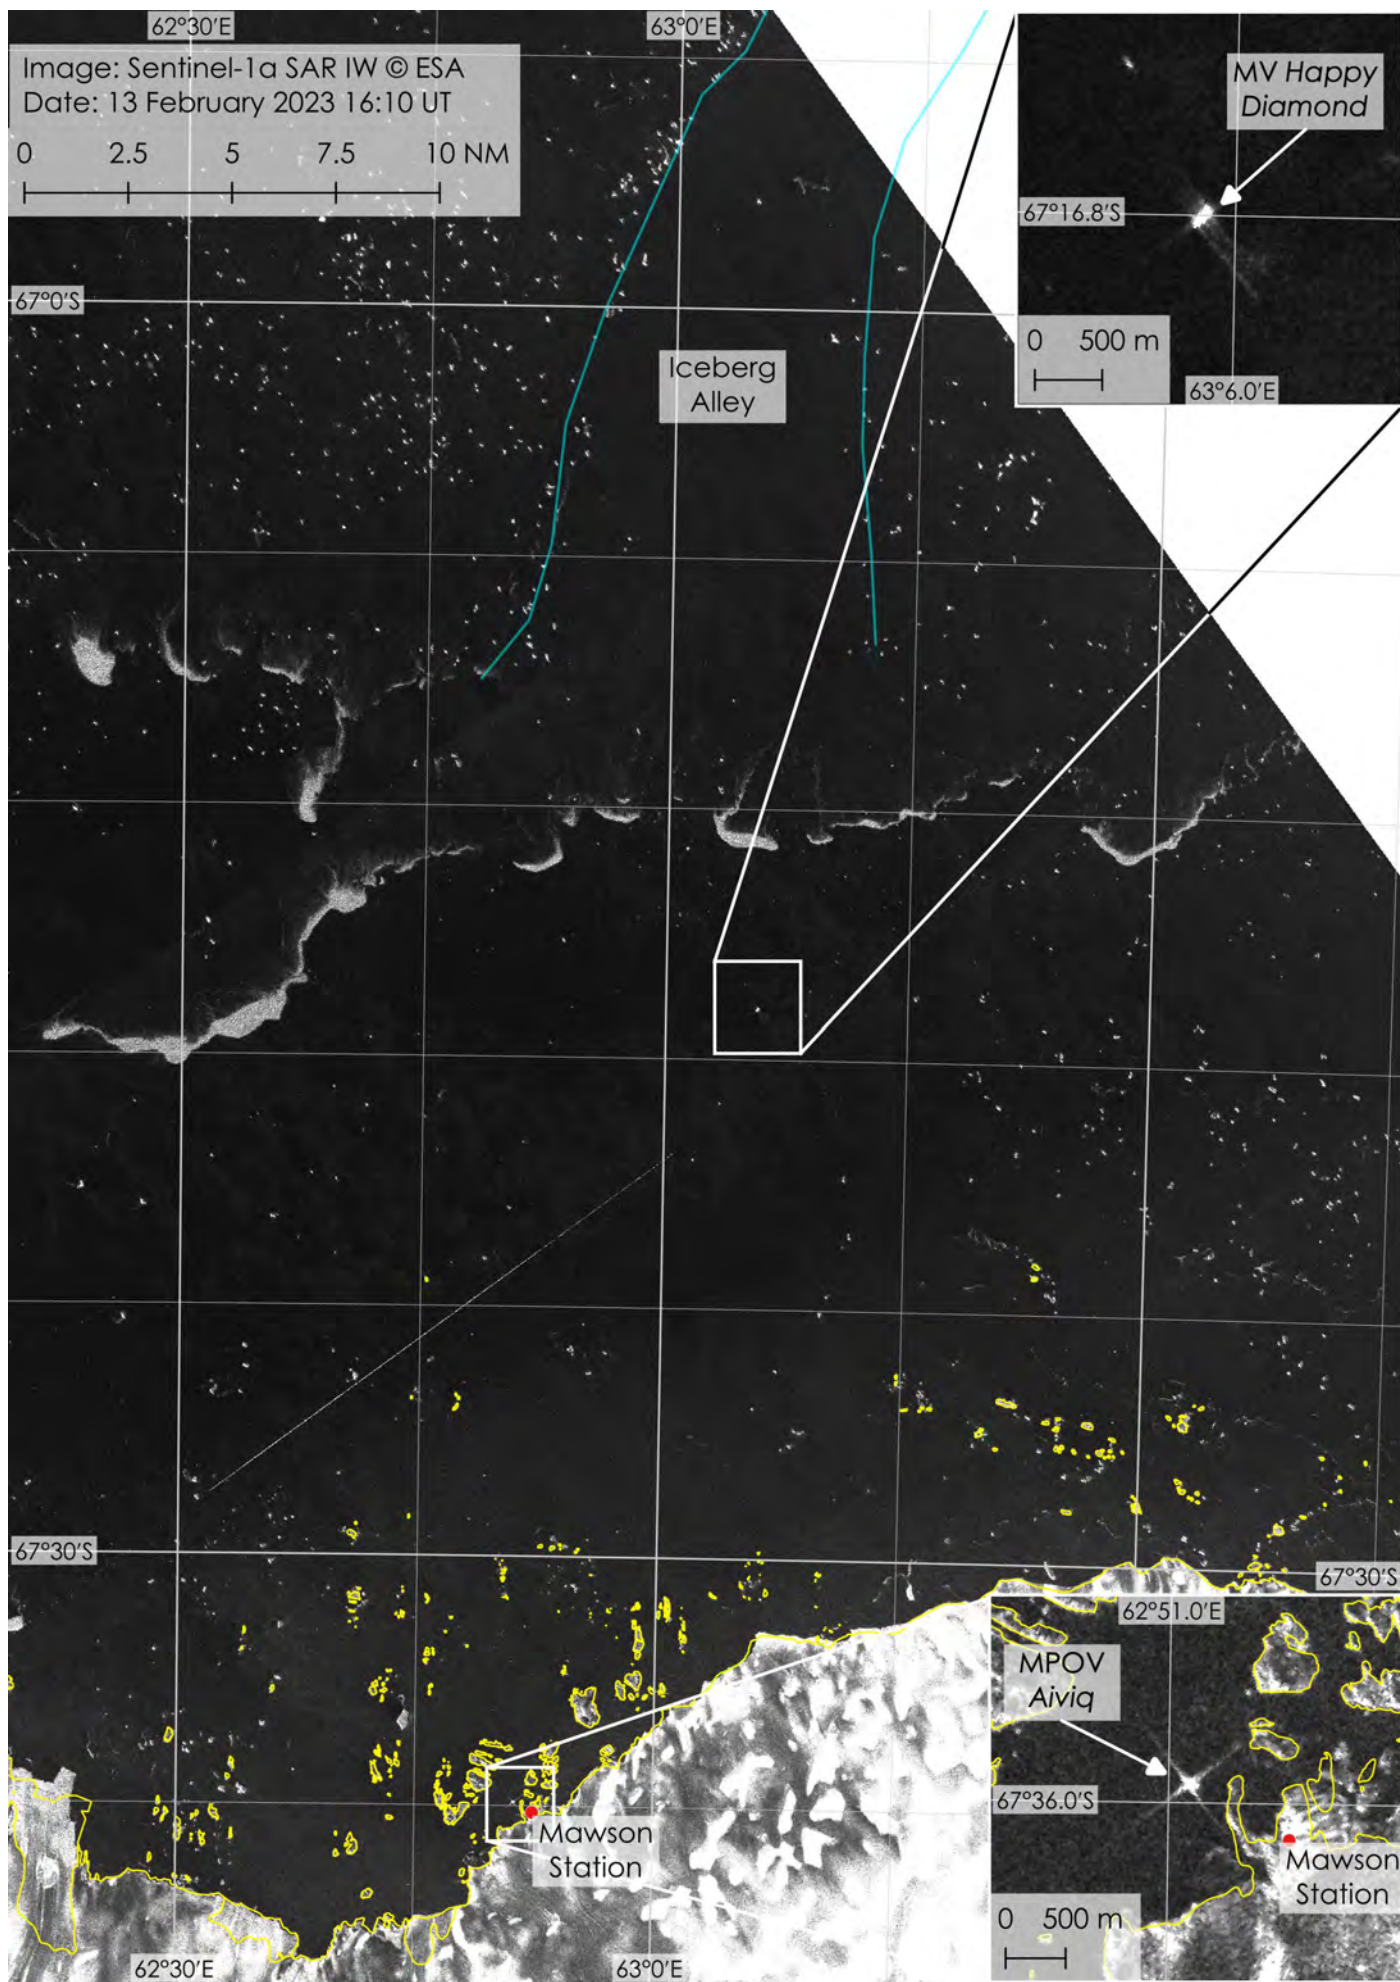 62°30′E
63°0′E
Image: Sentinel-1a SAR IW © ESA
Date: 13 February 2023 16:10 UT
0 2.5 5 7.5 10 NM
MV Happy
Diamond
67°16.8′S
0 500 m
63°6.0′E
67°0′S
Iceberg
Alley
67°30′S
67°30′S
62°51.0′E
MPOV
Aiviq
67°36.0′S
Mawson
Station
Mawson
Station
0 500 m
62°30′E
63°0′E